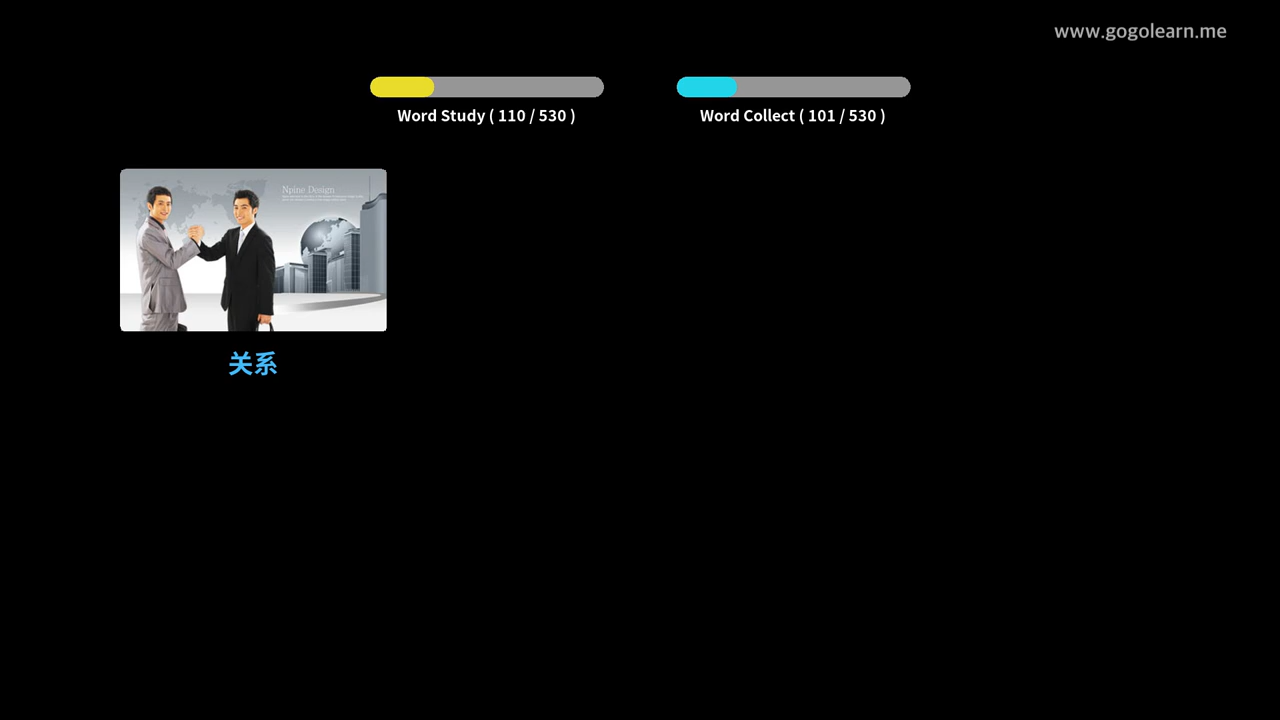 www.gogolearn.me
Word Study ( 110 / 530 )
Word Collect ( 101 / 530 )
Npine Design
关系